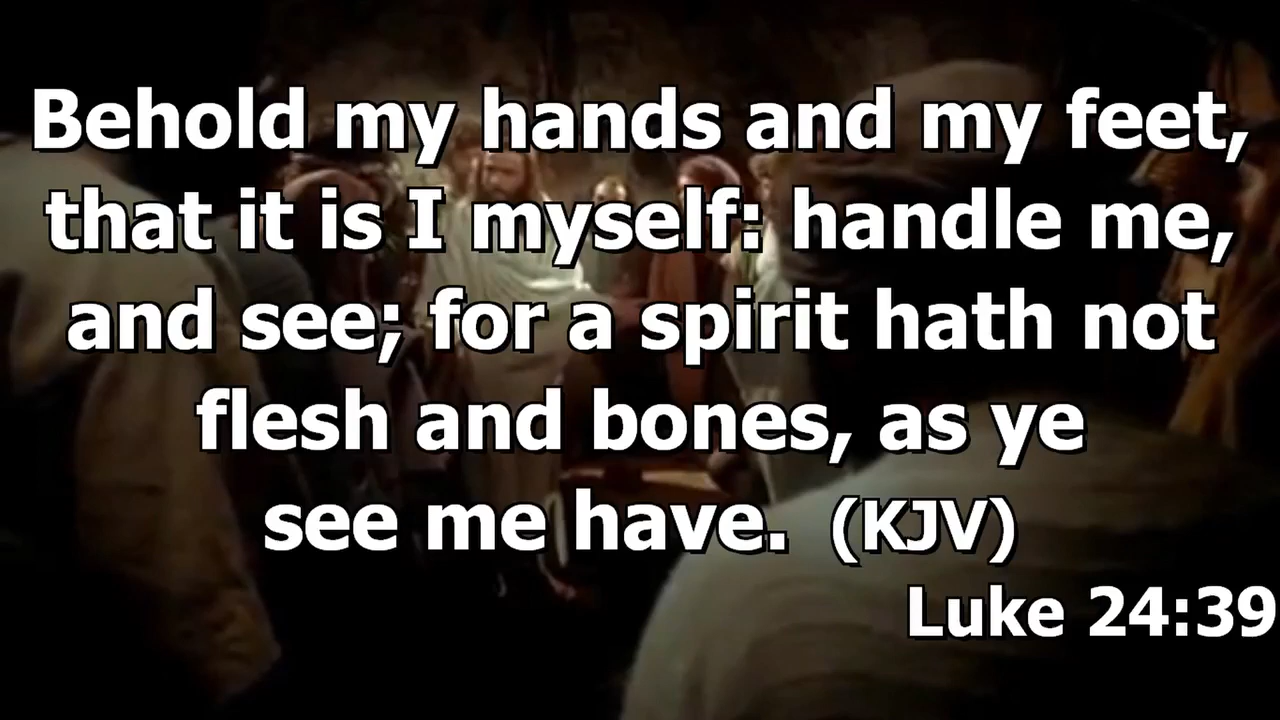 Behold my hands and my feet,
that it is I myself: handle me,
and see; for a spirit hath not
flesh and bones, as ye
see me have. (KJV)
Luke 24:39